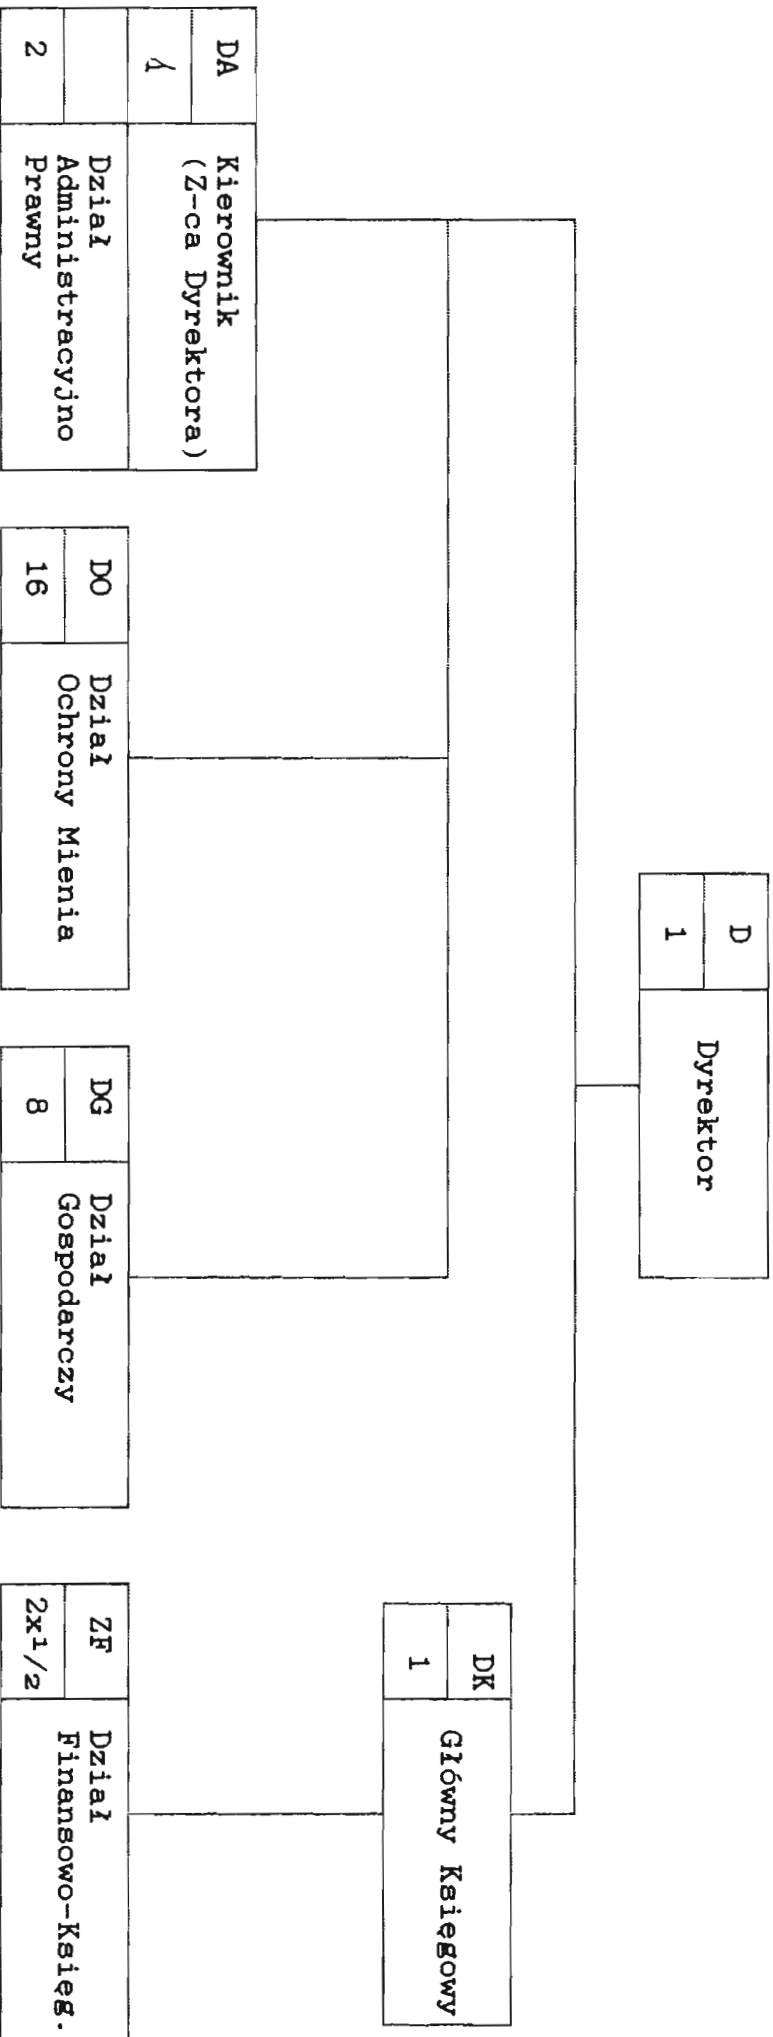 D
1
Dyrektor
DK
1
Główny Księgowy
DA
1
Kierownik
(Z-ca Dyrektora)
2
Dział
Administracyjno
Prawny
DO
16
Dział
Ochrony Mienia
DG
8
Dział
Gospodarczy
ZF
2x1/2
Dział
Finansowo-Księg.